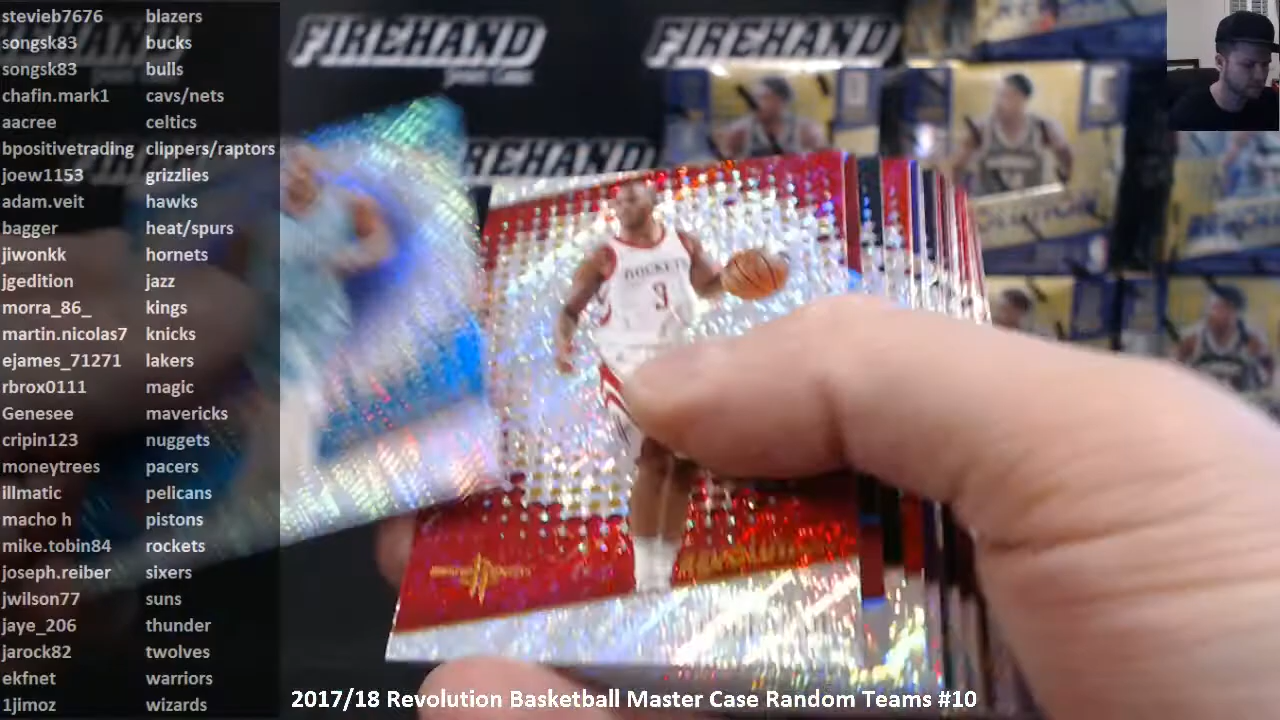 stevieb7676 blazers
songsk83 bucks
songsk83 bulls
chafin.mark1 cavs/nets
aacree celtics
bpositivetrading clippers/raptors
joew1153 grizzlies
adam.veit hawks
bagger heat/spurs
jiwonkk hornets
jgedition jazz
morra_86_ kings
martin.nicolas7 knicks
ejames_71271 lakers
rbrox0111 magic
Genesee mavericks
cripin123 nuggets
moneytrees pacers
illmatic pelicans
macho h pistons
mike.tobin84 rockets
joseph.reiber sixers
jwilson77 suns
jaye_206 thunder
jarock82 twolves
ekfnet warriors
1jimoz wizards
FIREHAND
FIREHAND
FIREHAND
ROCKETS
3
REVOLUTION
2017/18 Revolution Basketball Master Case Random Teams #10